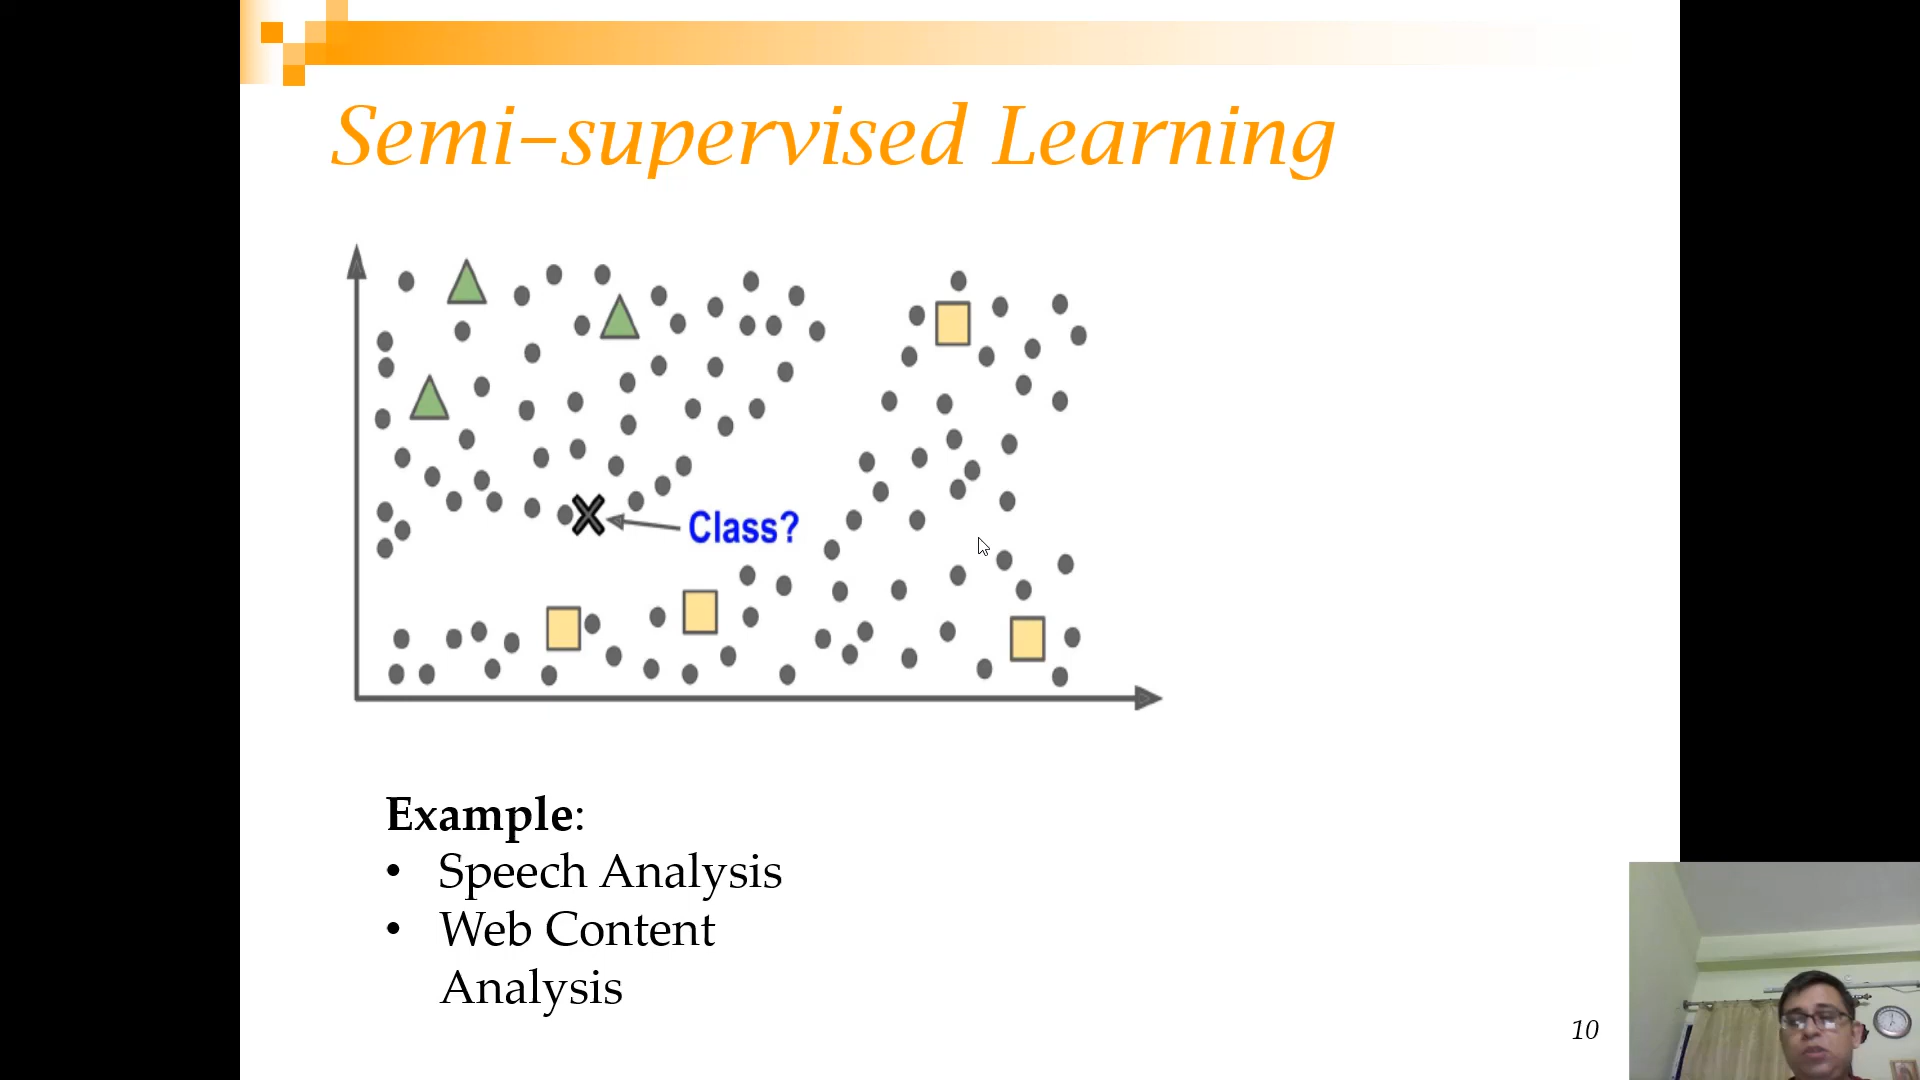 Semi-supervised Learning
Class?
Example:
• Speech Analysis
• Web Content
Analysis
10